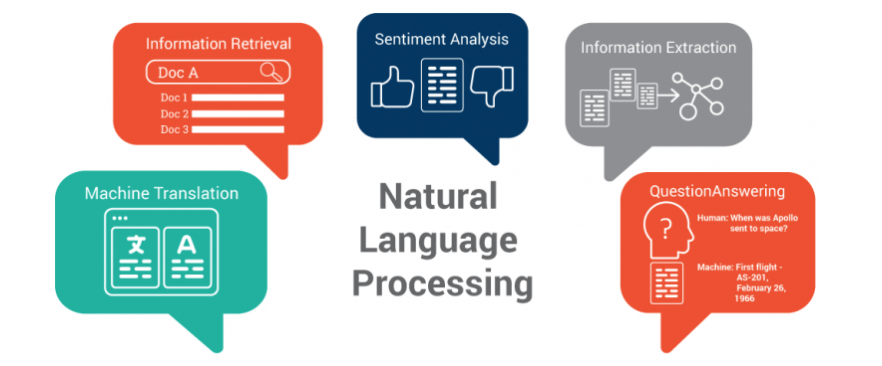 Information Retrieval
Doc A
Doc 1
Doc 2
Doc 3
Sentiment Analysis
Information Extraction
Machine Translation
文 A
Natural
Language
Processing
QuestionAnswering
?
Human: When was Apollo
sent to space?
Machine: First flight -
AS-201,
February 26,
1966